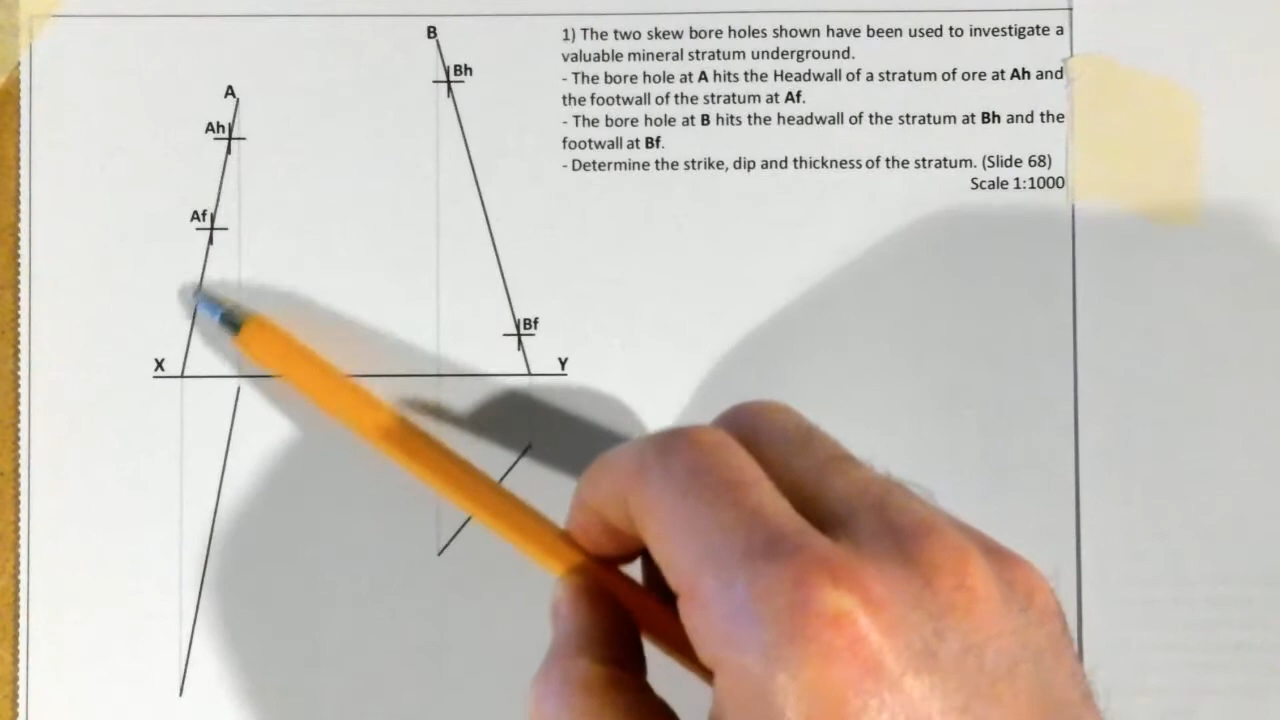 B
Bh
A
Ah
Af
Bf
X
Y
1) The two skew bore holes shown have been used to investigate a
valuable mineral stratum underground.
- The bore hole at A hits the Headwall of a stratum of ore at Ah and
the footwall of the stratum at Af.
- The bore hole at B hits the headwall of the stratum at Bh and the
footwall at Bf.
- Determine the strike, dip and thickness of the stratum. (Slide 68)
Scale 1:1000